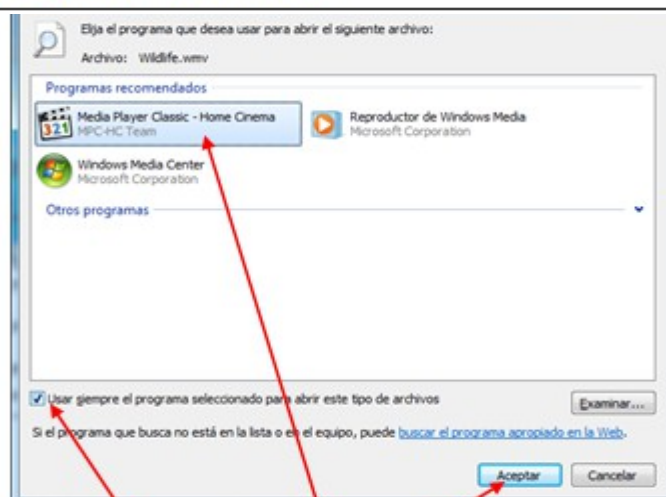 Elija el programa que desea usar para abrir el siguiente archivo:
Archivo: Wildlife.wmv
Programas recomendados
Media Player Classic - Home Cinema
MPC-HC Team
Reproductor de Windows Media
Microsoft Corporation
321
Windows Media Center
Microsoft Corporation
Otros programas
Usar siempre el programa seleccionado para abrir este tipo de archivos
Examinar...
Si el programa que busca no está en la lista o en el equipo, puede buscar el programa apropiado en la Web.
Aceptar
Cancelar